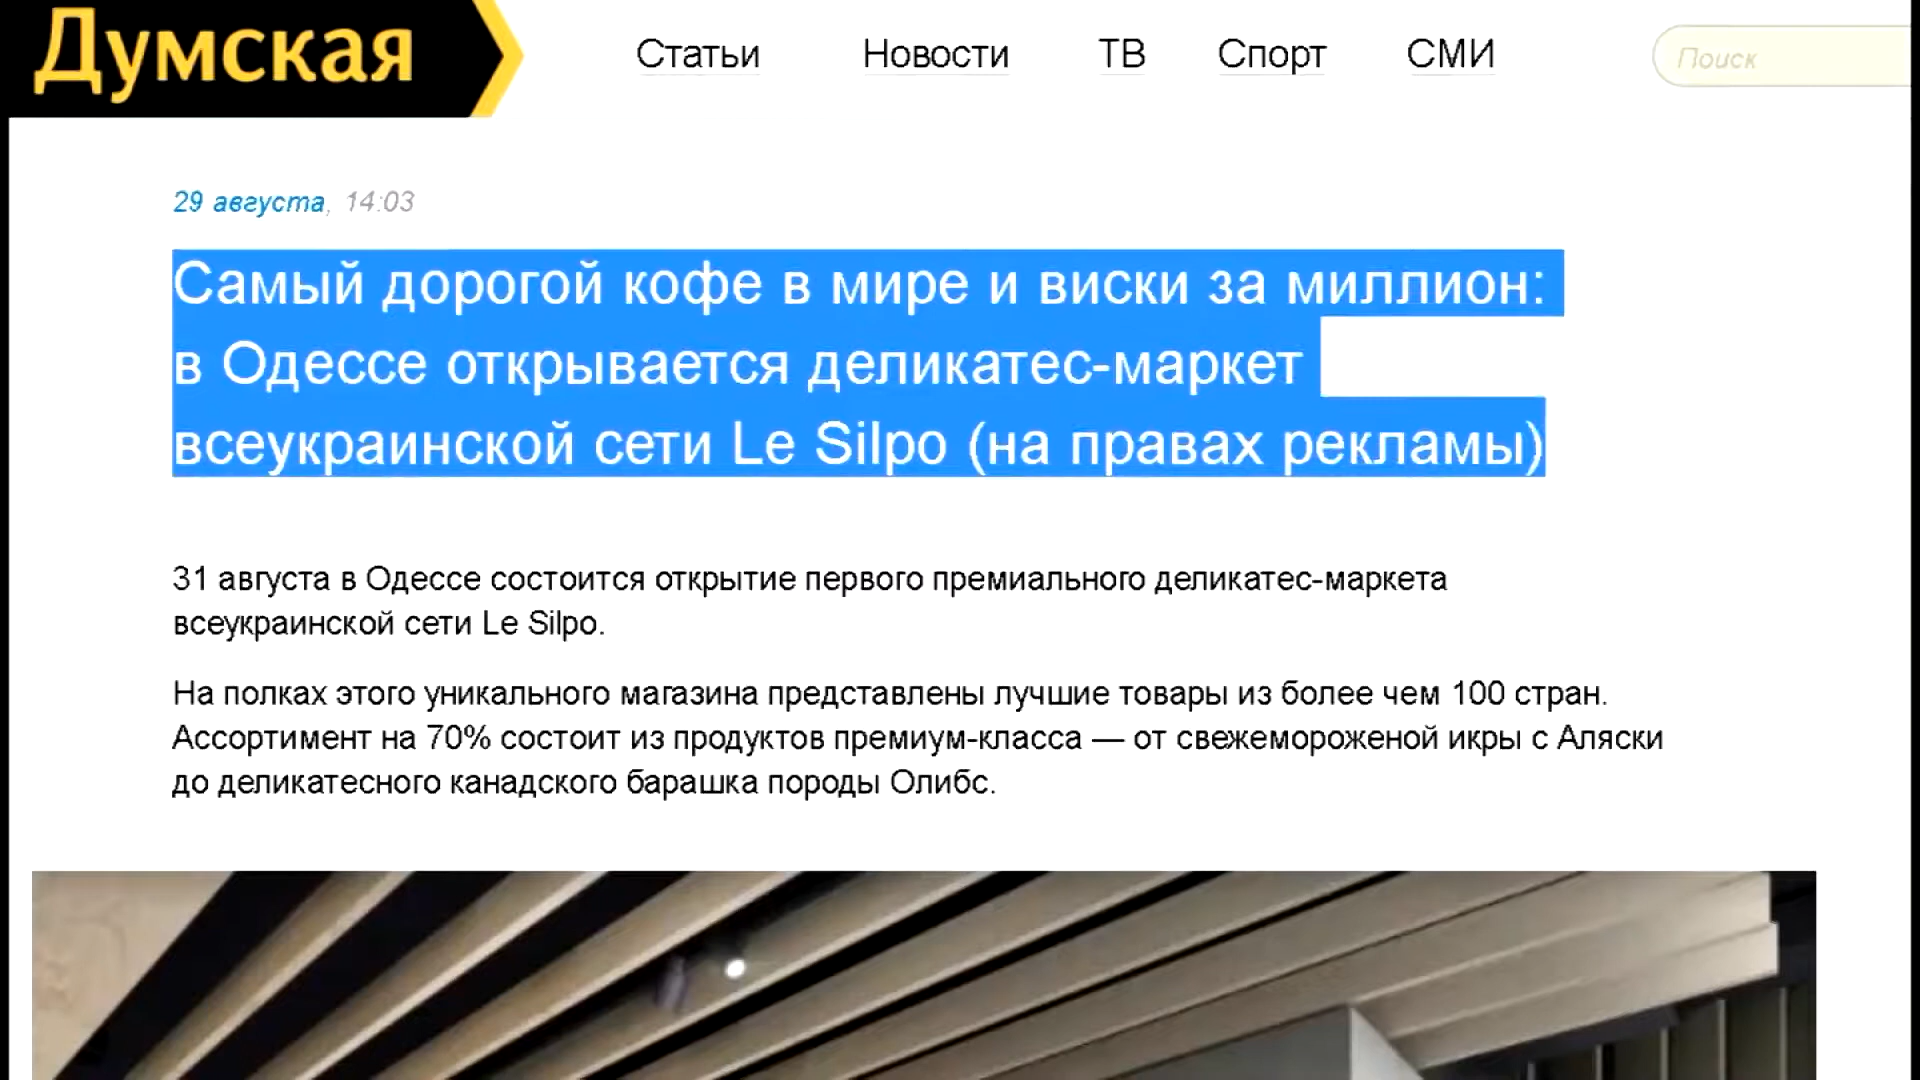 Думская
Статьи Новости ТВ Спорт СМИ Поиск
29 августа, 14:03
Самый дорогой кофе в мире и виски за миллион:
в Одессе открывается деликатес-маркет
всеукраинской сети Le Silpo (на правах рекламы)
31 августа в Одессе состоится открытие первого премиального деликатес-маркета
всеукраинской сети Le Silpo.
На полках этого уникального магазина представлены лучшие товары из более чем 100 стран.
Ассортимент на 70% состоит из продуктов премиум-класса — от свежемороженой икры с Аляски
до деликатесного канадского барашка породы Олибс.